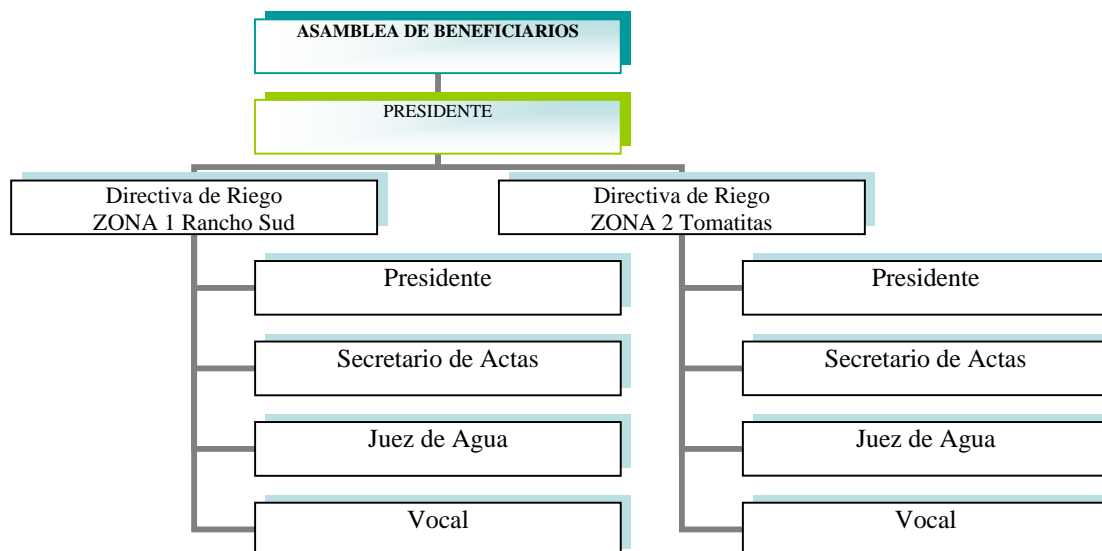 ASAMBLEA DE BENEFICIARIOS
PRESIDENTE
Directiva de Riego
ZONA 1 Rancho Sud
Directiva de Riego
ZONA 2 Tomatitas
Presidente
Secretario de Actas
Juez de Agua
Vocal
Presidente
Secretario de Actas
Juez de Agua
Vocal